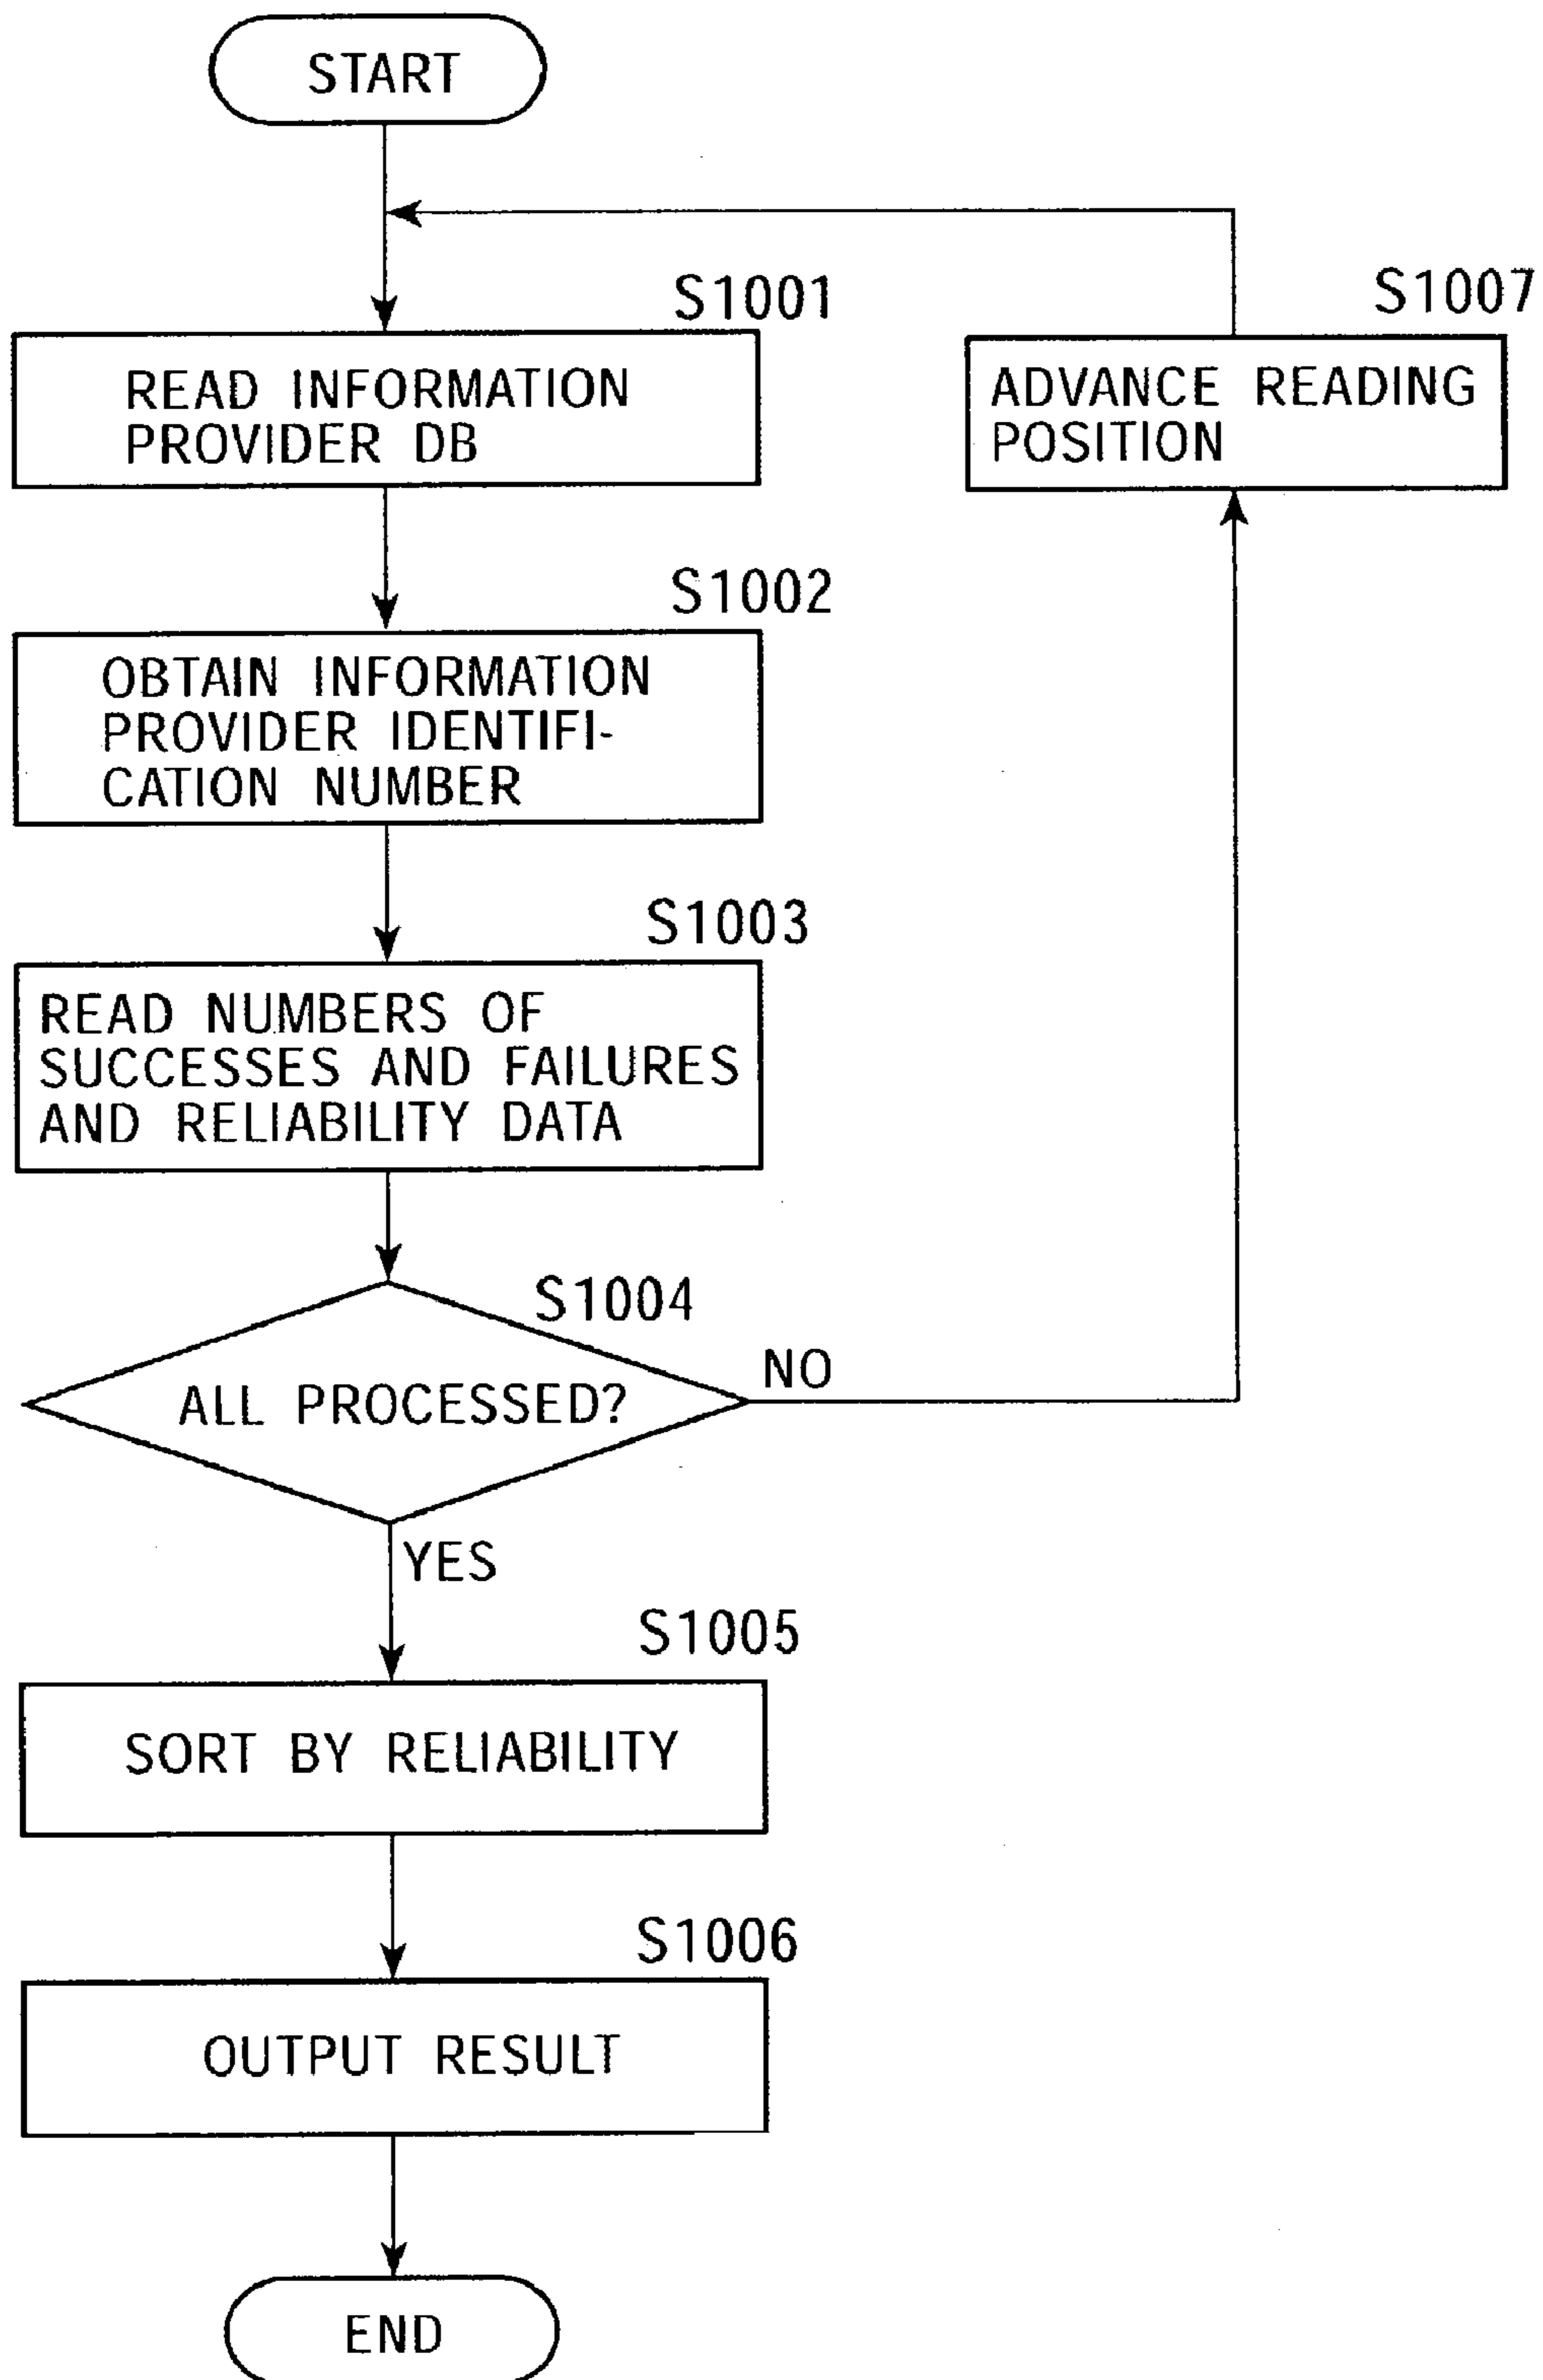 START
S1001
READ INFORMATION
PROVIDER DB
S1007
ADVANCE READING
POSITION
S1002
OBTAIN INFORMATION
PROVIDER IDENTIFI-
CATION NUMBER
S1003
READ NUMBERS OF
SUCCESSES AND FAILURES
AND RELIABILITY DATA
S1004
ALL PROCESSED?
NO
YES
S1005
SORT BY RELIABILITY
S1006
OUTPUT RESULT
END